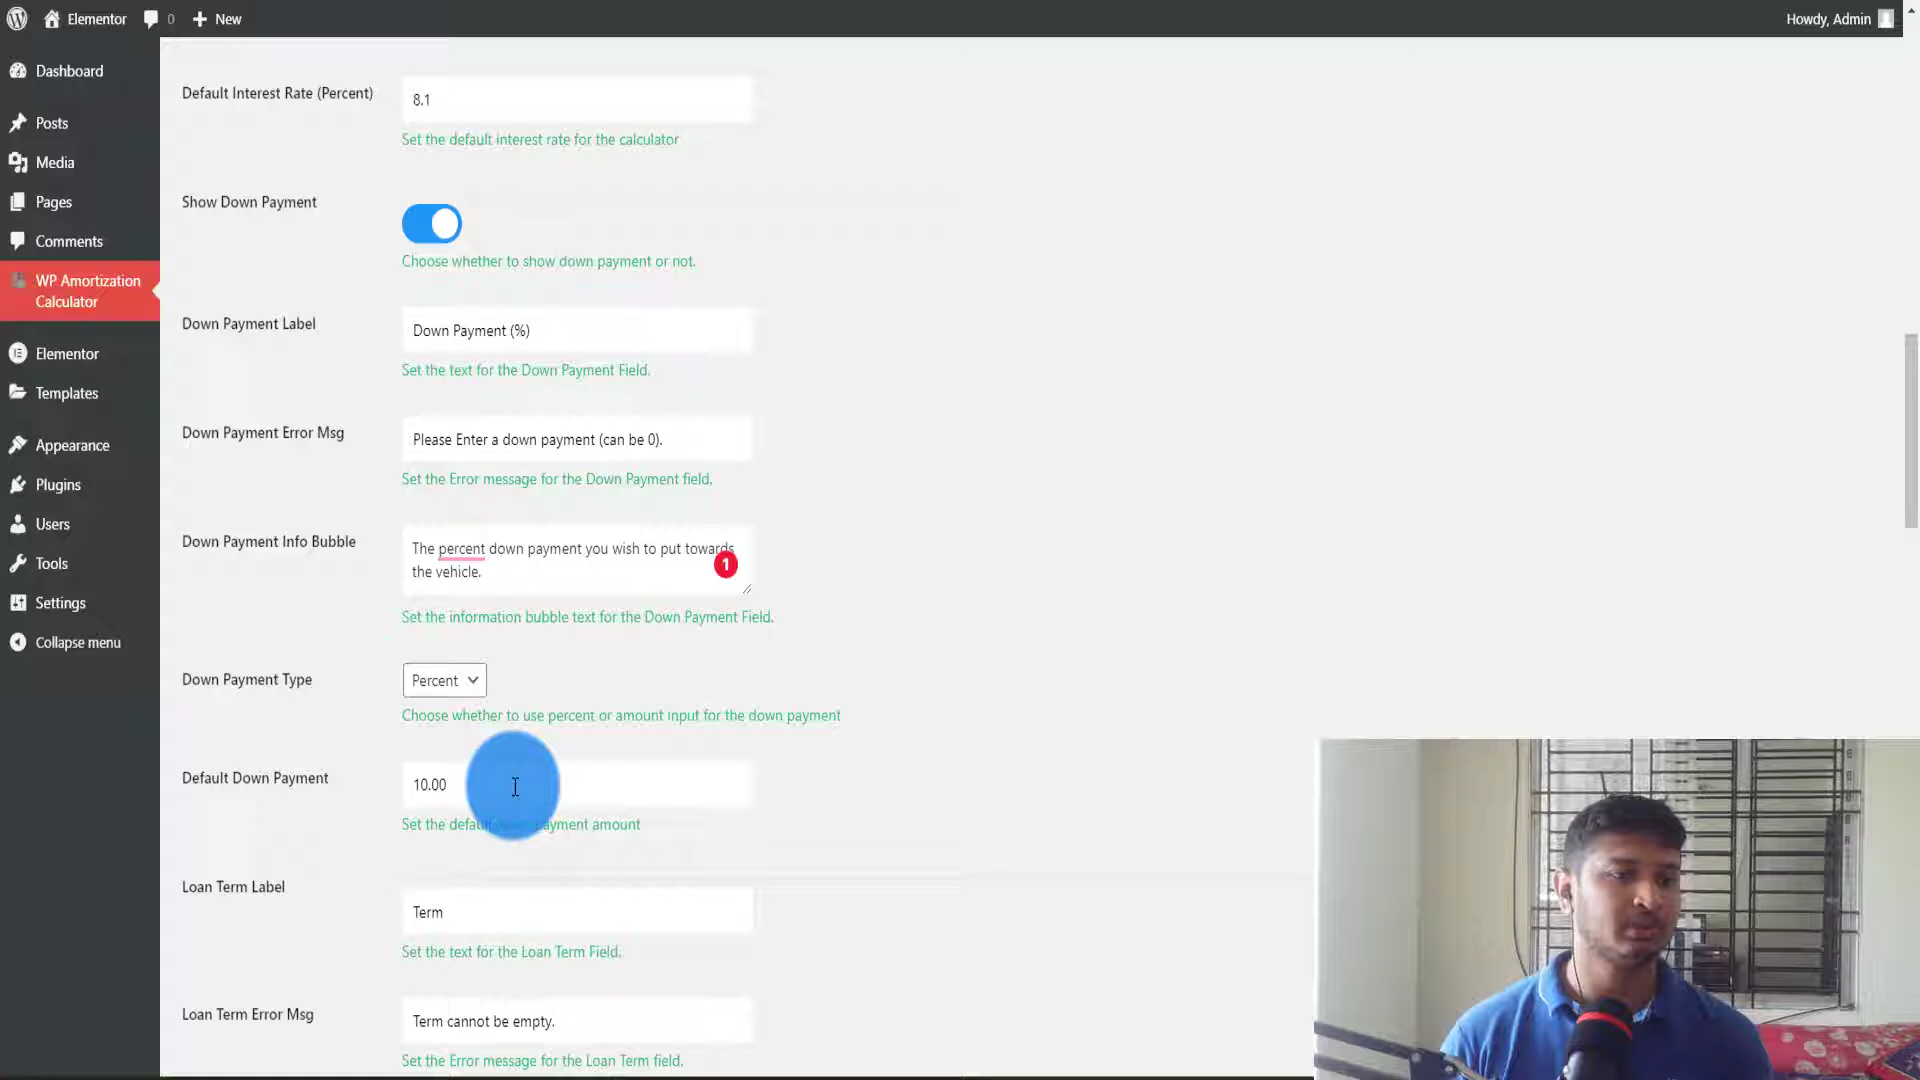 Elementor
0
New
Howdy, Admin
Dashboard
Posts
Media
Pages
Comments
WP Amortization
Calculator
Elementor
Templates
Appearance
Plugins
Users
Tools
Settings
Collapse menu
Default Interest Rate (Percent)
8.1
Set the default interest rate for the calculator
Show Down Payment
Choose whether to show down payment or not.
Down Payment Label
Down Payment (%)
Set the text for the Down Payment Field.
Down Payment Error Msg
Please Enter a down payment (can be 0).
Set the Error message for the Down Payment field.
Down Payment Info Bubble
The percent down payment you wish to put towards
the vehicle.
1
Set the information bubble text for the Down Payment Field.
Down Payment Type
Percent
Choose whether to use percent or amount input for the down payment
Default Down Payment
10.00
Set the default down payment amount
Loan Term Label
Term
Set the text for the Loan Term Field.
Loan Term Error Msg
Term cannot be empty.
Set the Error message for the Loan Term field.